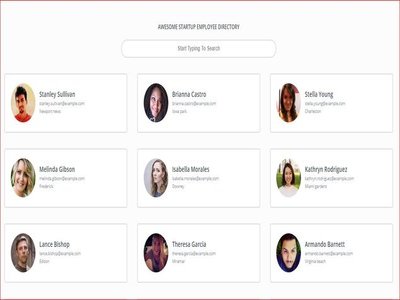 AWESOME STARTUP EMPLOYEE DIRECTORY
Start Typing To Search
Stanley Sullivan
stanley.sullivan@example.com
Newport news
Brianna Castro
brianna.castro@example.com
Iowa park
Stella Young
stella.young@example.com
Charleston
Melinda Gibson
melinda.gibson@example.com
Frederick
Isabella Morales
isabella.morales@example.com
Downey
Kathryn Rodriguez
kathryn.rodriguez@example.com
Miami gardens
Lance Bishop
lance.bishop@example.com
Edison
Theresa Garcia
theresa.garcia@example.com
Miramar
Armando Barnett
armando.barnett@example.com
Virginia beach